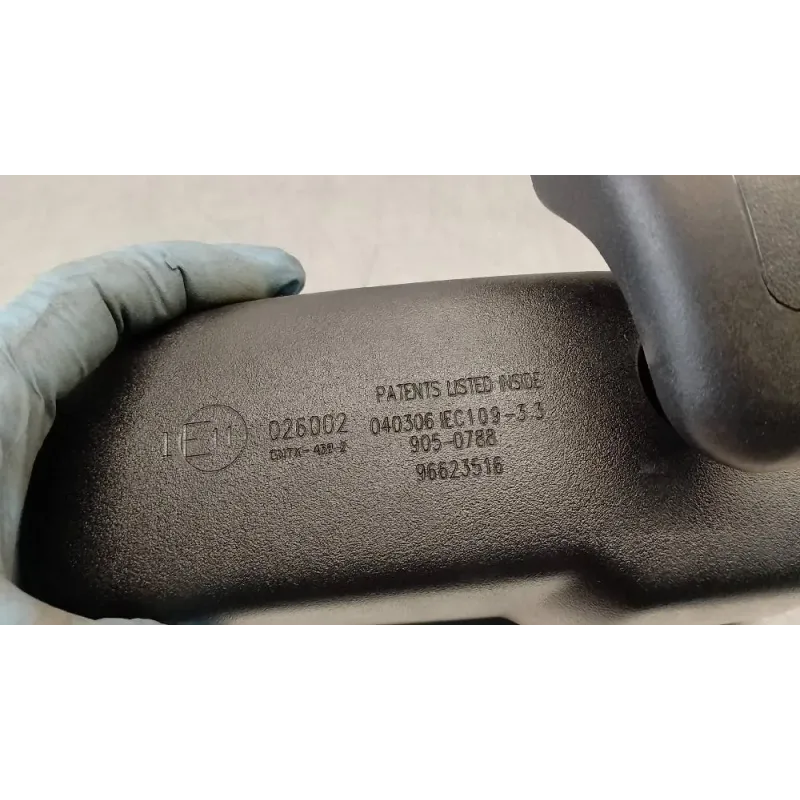 PATENTS LISTED INSIDE
I E11 026002 040306 IEC109-3.3
905-0788
96623516